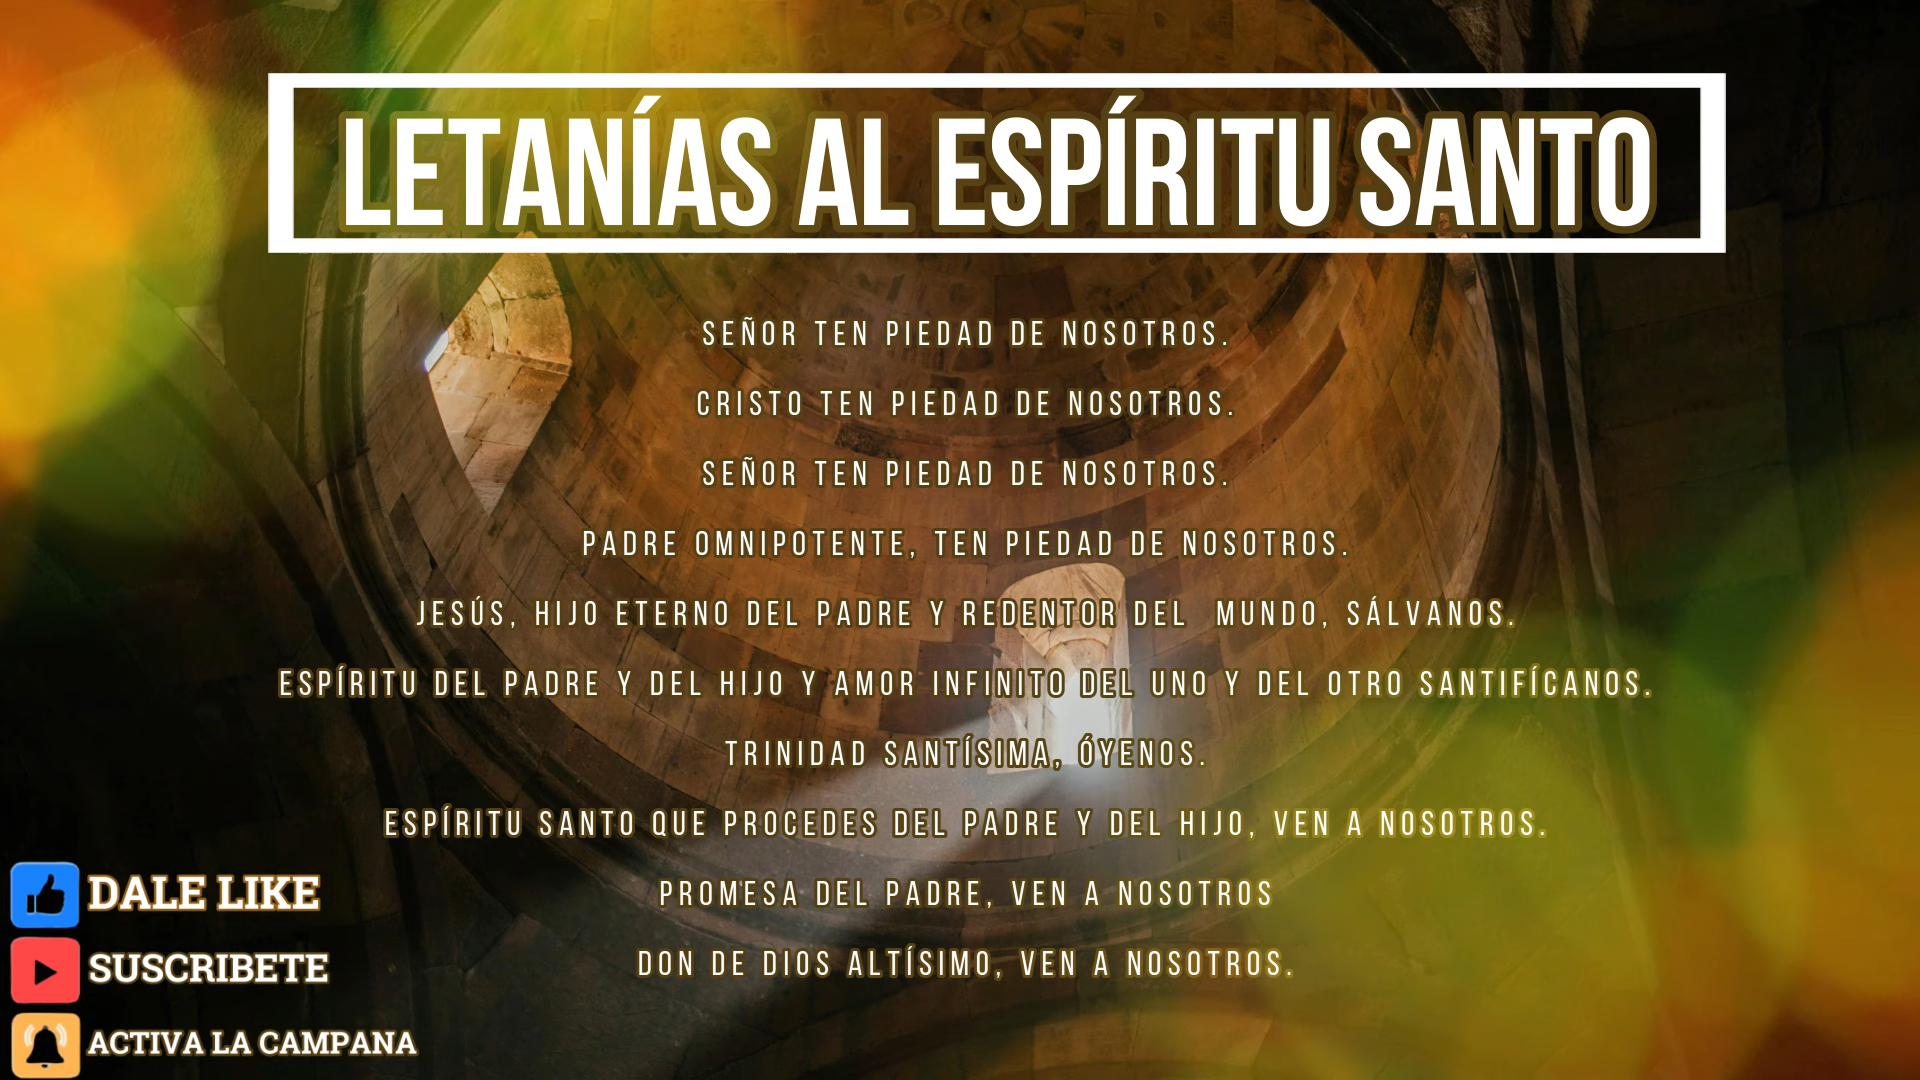 LETANÍAS AL ESPÍRITU SANTO
SEÑOR TEN PIEDAD DE NOSOTROS.
CRISTO TEN PIEDAD DE NOSOTROS.
SEÑOR TEN PIEDAD DE NOSOTROS.
PADRE OMNIPOTENTE, TEN PIEDAD DE NOSOTROS.
JESÚS, HIJO ETERNO DEL PADRE Y REDENTOR DEL MUNDO, SÁLVANOS.
ESPÍRITU DEL PADRE Y DEL HIJO Y AMOR INFINITO DEL UNO Y DEL OTRO SANTIFÍCANOS.
TRINIDAD SANTÍSIMA, ÓYENOS.
ESPÍRITU SANTO QUE PROCEDES DEL PADRE Y DEL HIJO, VEN A NOSOTROS.
PROMESA DEL PADRE, VEN A NOSOTROS
DON DE DIOS ALTÍSIMO, VEN A NOSOTROS.
DALE LIKE
SUSCRIBETE
ACTIVA LA CAMPANA